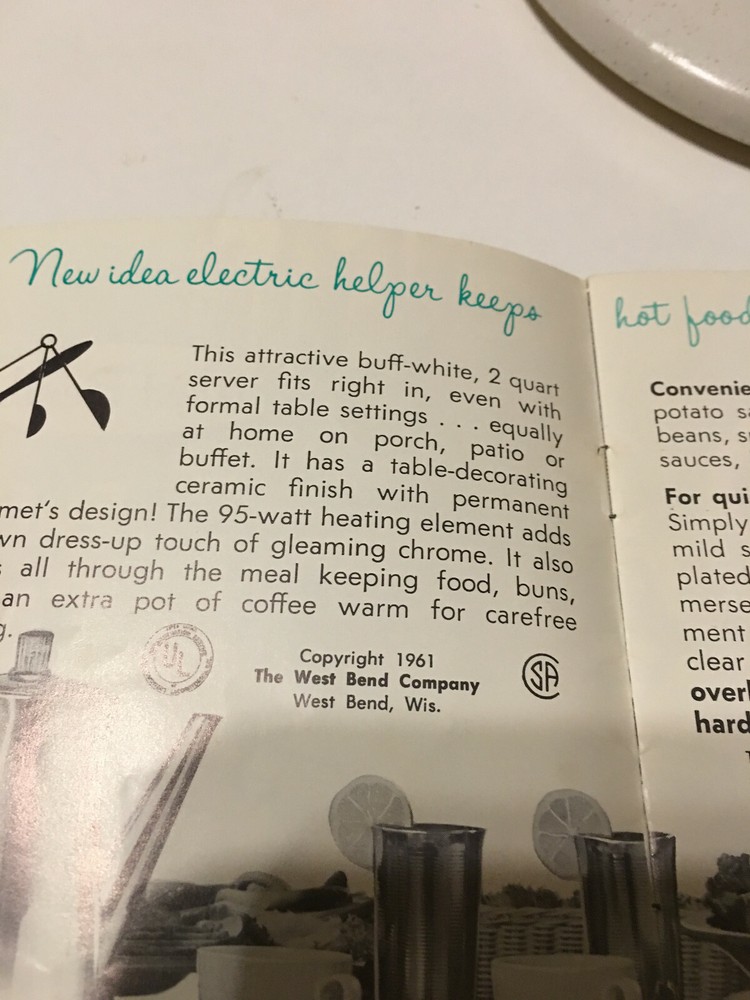 New idea electric helper keeps
This attractive buff-white, 2 quart
server fits right in, even with
formal table settings . . . equally
at home on porch, patio or
buffet. It has a table-decorating
ceramic finish with permanent
met's design! The 95-watt heating element adds
wn dress-up touch of gleaming chrome. It also
s all through the meal keeping food, buns,
an extra pot of coffee warm for carefree
g.
UL
Copyright 1961
The West Bend Company
West Bend, Wis.
CSA
hot food
Convenie
potato sa
beans, s
sauces,
For qui
Simply
mild s
plated
merse
ment
clear
overl
hard